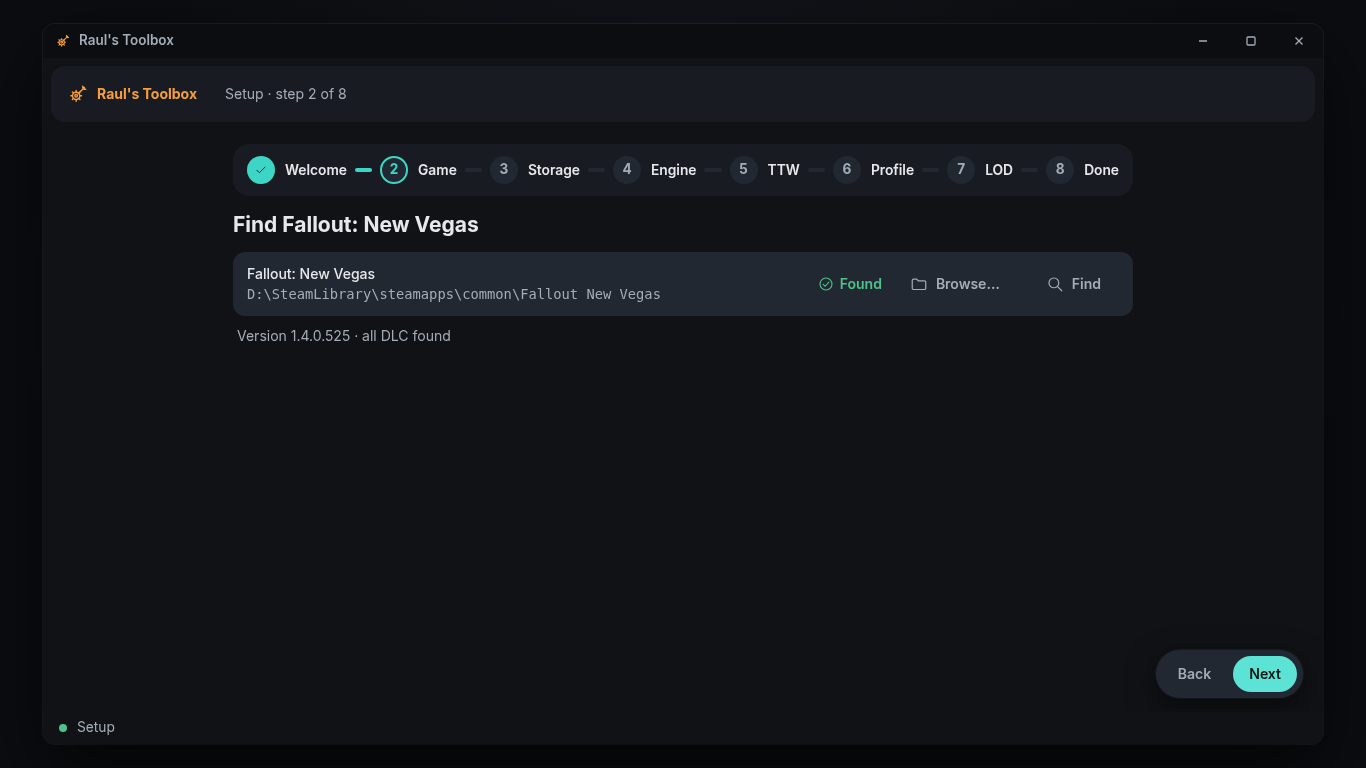 Raul's Toolbox
Raul's Toolbox Setup · step 2 of 8
Welcome 2 Game 3 Storage 4 Engine 5 TTW 6 Profile 7 LOD 8 Done
Find Fallout: New Vegas
Fallout: New Vegas
D:\SteamLibrary\steamapps\common\Fallout New Vegas
Found Browse... Find
Version 1.4.0.525 · all DLC found
Back Next
Setup